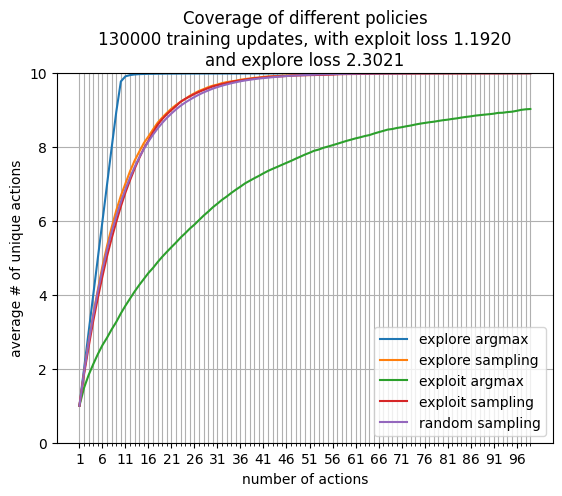 Coverage of different policies
130000 training updates, with exploit loss 1.1920
and explore loss 2.3021
10
8
6
4
2
0
average # of unique actions
explore argmax
explore sampling
exploit argmax
exploit sampling
random sampling
1 6 11 16 21 26 31 36 41 46 51 56 61 66 71 76 81 86 91 96
number of actions